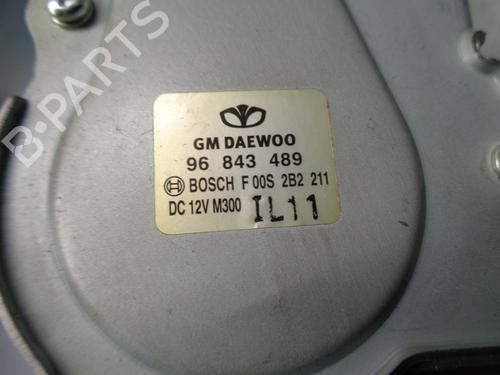 GM DAEWOO
96 843 489
BOSCH F 00S 2B2 211
DC 12V M300 IL11
B-PARTS